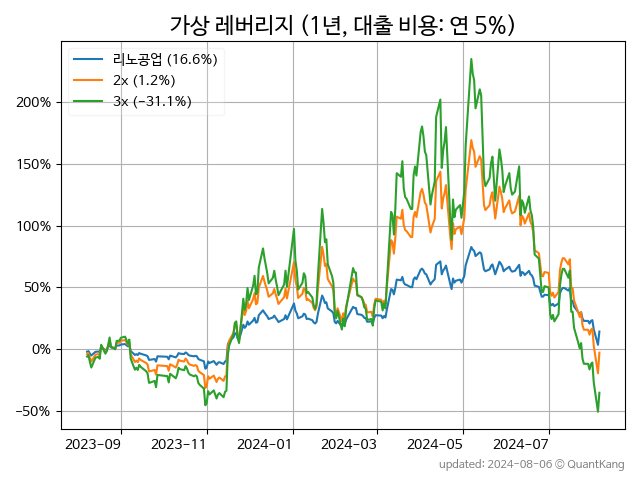 가상 레버리지 (1년, 대출 비용: 연 5%)
리노공업 (16.6%)
2x (1.2%)
3x (−31.1%)
200%
150%
100%
50%
0%
−50%
2023-09
2023-11
2024-01
2024-03
2024-05
2024-07
updated: 2024-08-06 © QuantKang